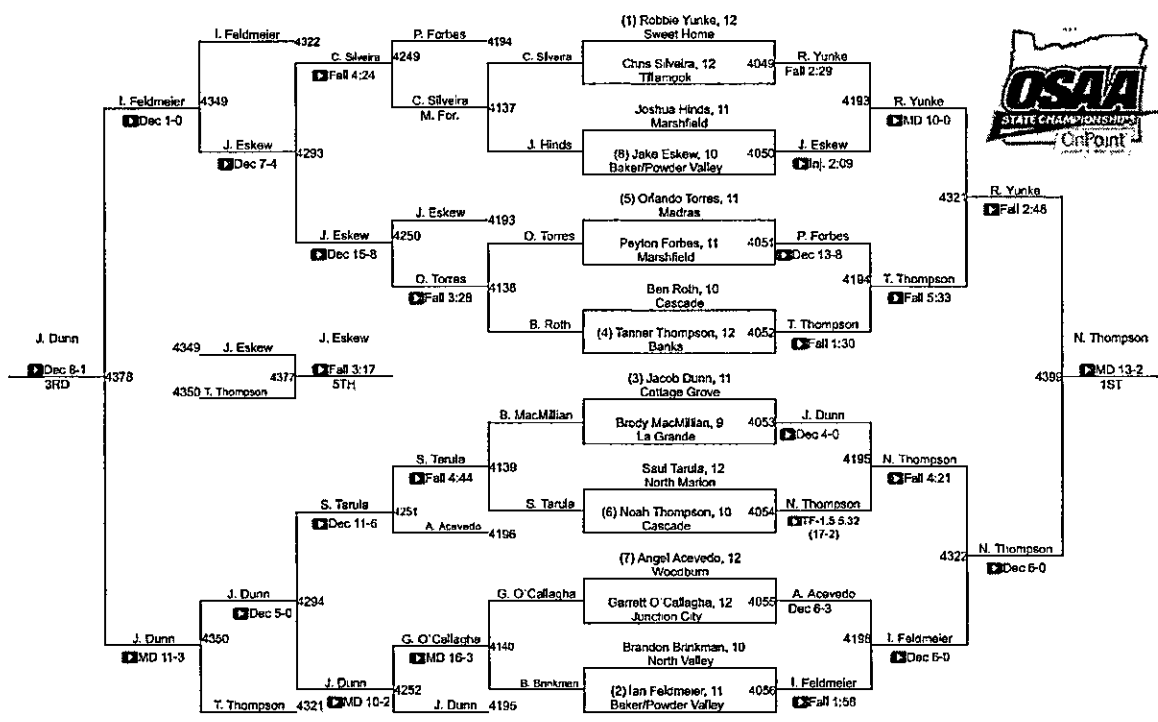 I. Feldmeier
4322
P. Forbes
4194
(1) Robbie Yunke, 12
Sweet Home
C. Silveira
4249
C. Silveira
Chris Silveira, 12
4049
R. Yunke
Fall 4:24
Tillamook
Fall 2:29
OSAA
STATE CHAMPIONSHIPS
OnPoint
I. Feldmeier
4349
C. Silveira
4137
Joshua Hinds, 11
4193
R. Yunke
Dec 1-0
M. For.
Marshfield
MD 10-0
J. Eskew
4293
J. Hinds
(8) Jake Eskew, 10
4050
J. Eskew
Dec 7-4
Baker/Powder Valley
Inj. 2:09
(5) Orlando Torres, 11
4321
R. Yunke
J. Eskew
4193
Madras
Fall 2:48
J. Eskew
4250
O. Torres
Peyton Forbes, 11
4051
P. Forbes
Dec 15-8
Marshfield
Dec 13-8
O. Torres
4138
Ben Roth, 10
4194
T. Thompson
Fall 3:28
Cascade
Fall 5:33
B. Roth
(4) Tanner Thompson, 12
4052
T. Thompson
Banks
Fall 1:30
J. Dunn
4349
J. Eskew
J. Eskew
N. Thompson
Dec 8-1
4378
4377
Fall 3:17
4399
MD 13-2
3RD
5TH
1ST
4350
T. Thompson
(3) Jacob Dunn, 11
Cottage Grove
B. MacMillian
Brody MacMillian, 9
4053
J. Dunn
La Grande
Dec 4-0
S. Tarula
4139
Saul Tarula, 12
4195
N. Thompson
Fall 4:44
North Marion
Fall 4:21
S. Tarula
4251
S. Tarula
(6) Noah Thompson, 10
4054
N. Thompson
Dec 11-6
A. Acevedo
4196
Cascade
TF-1.5 5:32
(17-2)
(7) Angel Acevedo, 12
4322
N. Thompson
Woodburn
Dec 6-0
J. Dunn
4294
G. O'Callagha
Garrett O'Callagha, 12
4055
A. Acevedo
Dec 5-0
Junction City
Dec 6-3
J. Dunn
4350
G. O'Callagha
4140
Brandon Brinkman, 10
4196
I. Feldmeier
MD 11-3
MD 16-3
North Valley
Dec 6-0
J. Dunn
4252
B. Brinkman
(2) Ian Feldmeier, 11
4056
I. Feldmeier
T. Thompson
4321
MD 10-2
J. Dunn
4195
Baker/Powder Valley
Fall 1:56